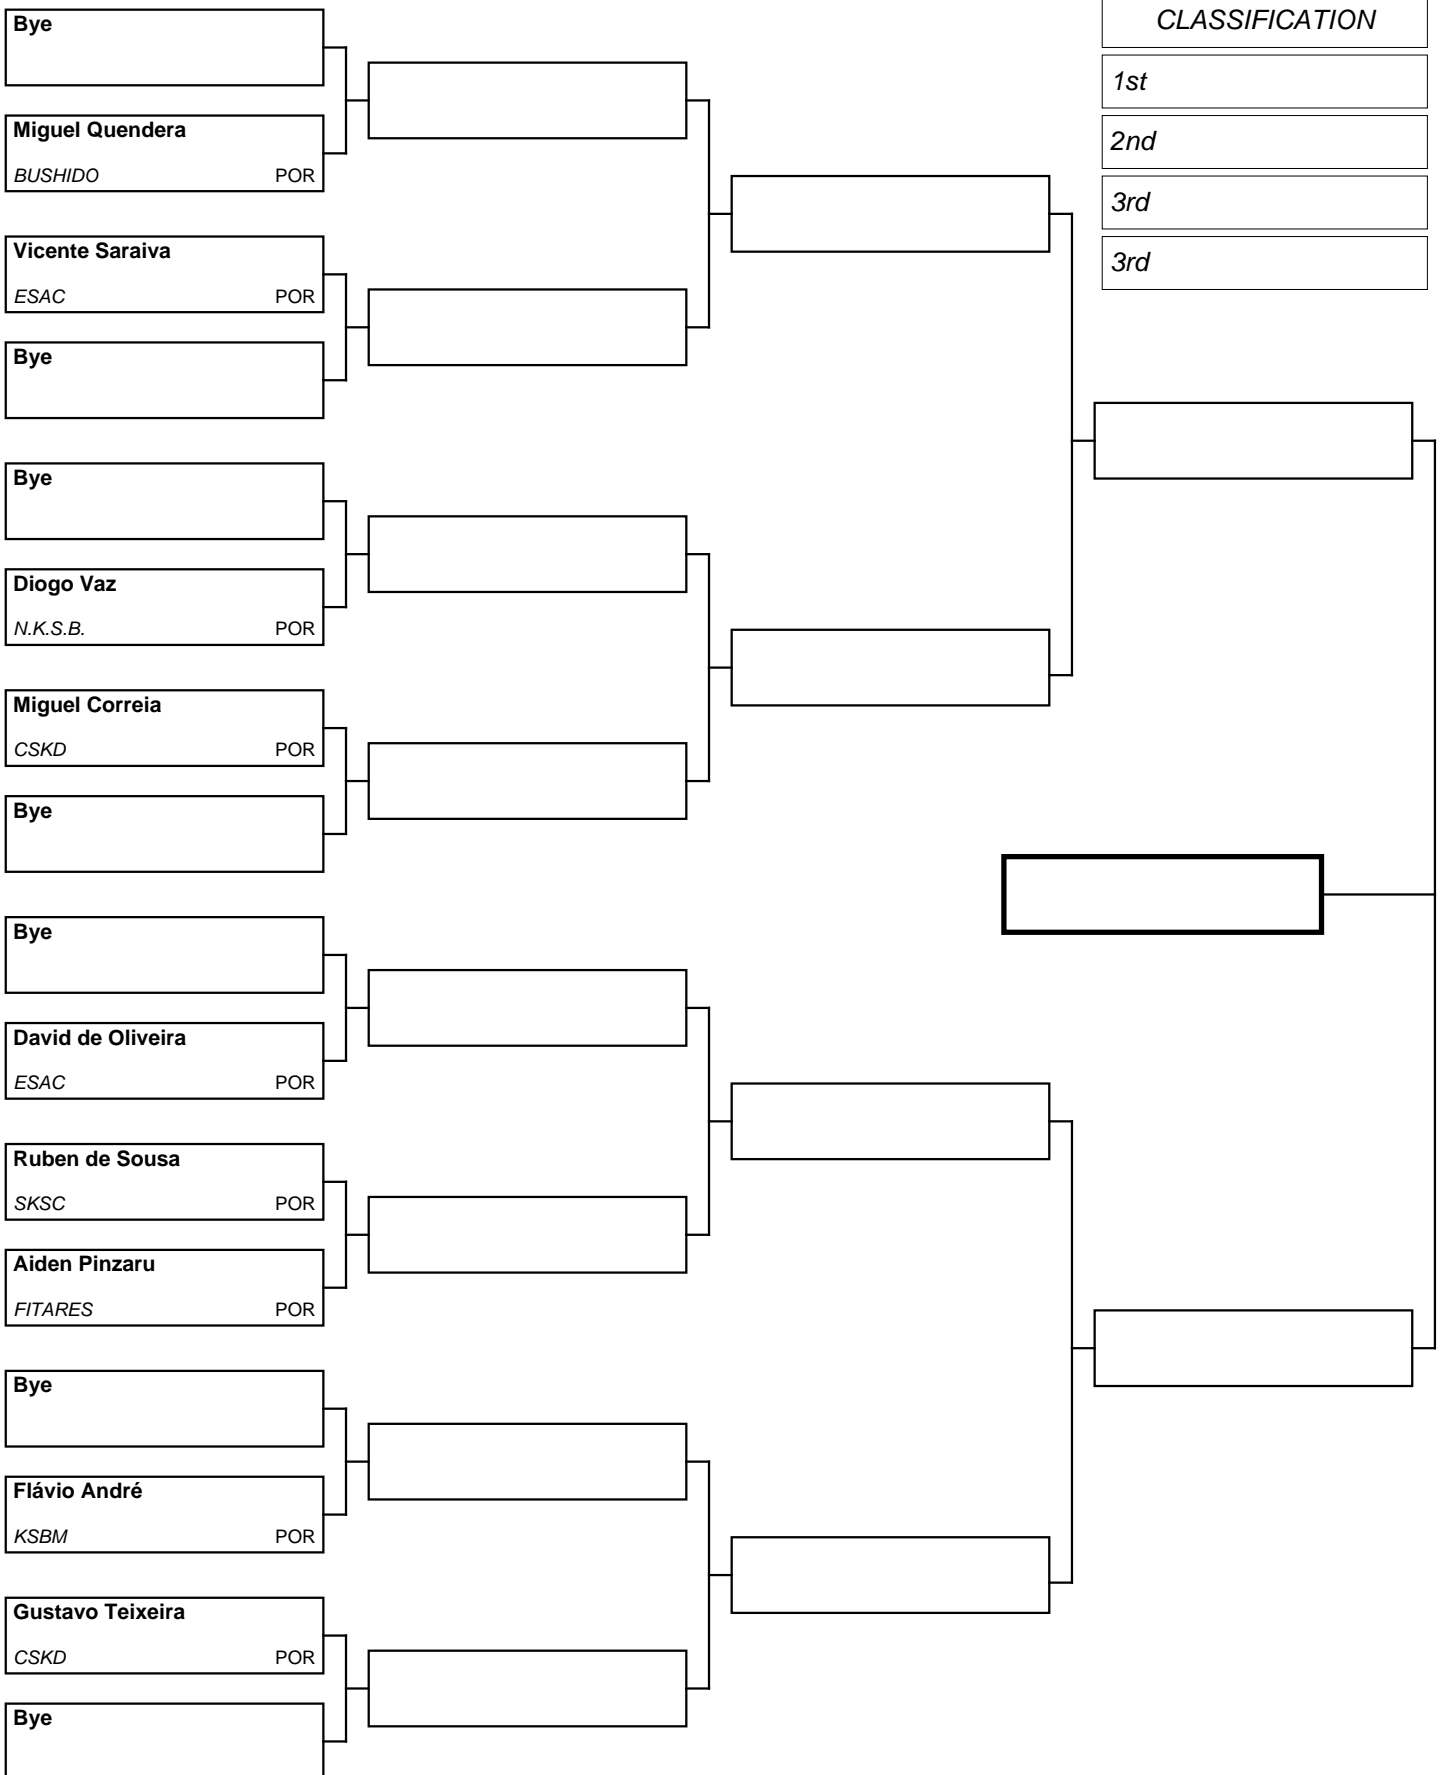 CLASSIFICATION
1st
2nd
3rd
3rd
Bye
Miguel Quendera
BUSHIDO POR
Vicente Saraiva
ESAC POR
Bye
Bye
Diogo Vaz
N.K.S.B. POR
Miguel Correia
CSKD POR
Bye
Bye
David de Oliveira
ESAC POR
Ruben de Sousa
SKSC POR
Aiden Pinzaru
FITARES POR
Bye
Flávio André
KSBM POR
Gustavo Teixeira
CSKD POR
Bye